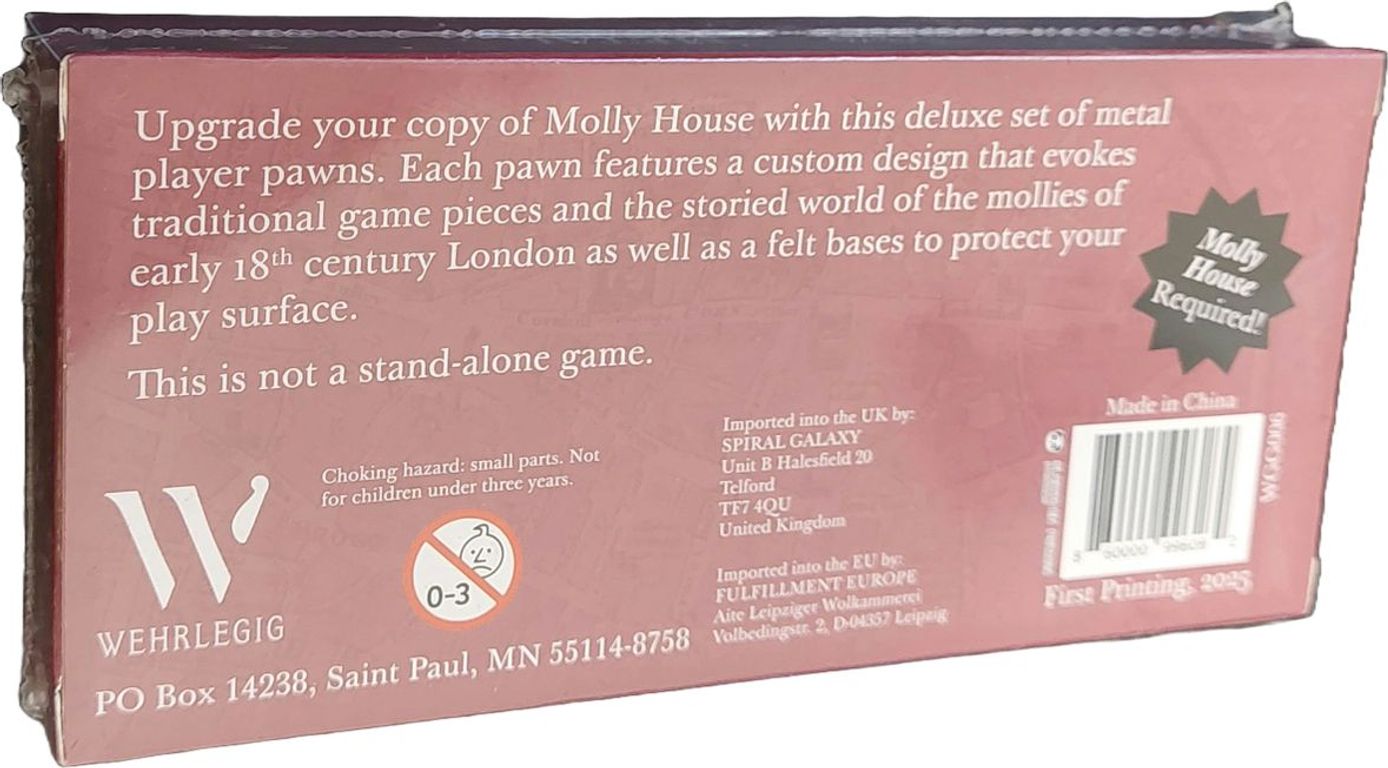 Upgrade your copy of Molly House with this deluxe set of metal
player pawns. Each pawn features a custom design that evokes
traditional game pieces and the storied world of the mollies of
early 18th century London as well as a felt bases to protect your
play surface.
This is not a stand-alone game.
Molly
House
Required!
Choking hazard: small parts. Not
for children under three years.
0-3
WEHRLEGIG
PO Box 14238, Saint Paul, MN 55114-8758
Imported into the UK by:
SPIRAL GALAXY
Unit B Halesfield 20
Telford
TF7 4QU
United Kingdom
Imported into the EU by:
FULFILLMENT EUROPE
Alte Leipziger Wolkammerei
Volbedingstr. 2, D-04357 Leipzig
Made in China
WGG006
First Printing, 2025